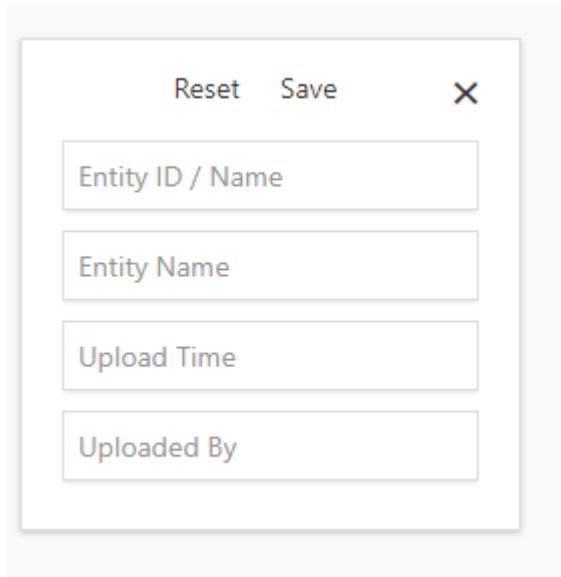 Reset Save
Entity ID / Name
Entity Name
Upload Time
Uploaded By